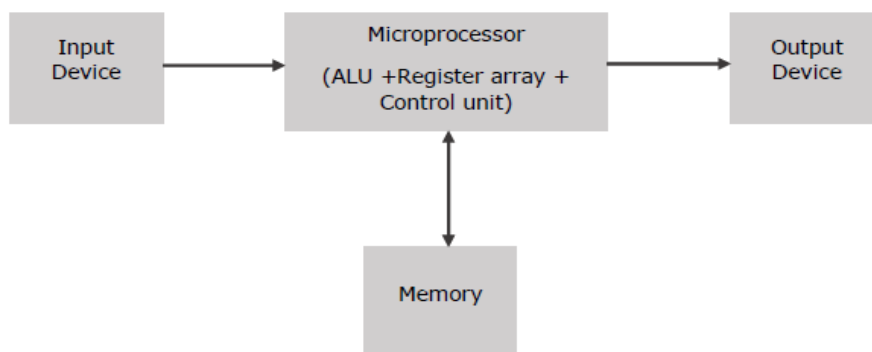 Input
Device
Microprocessor
(ALU +Register array +
Control unit)
Output
Device
Memory